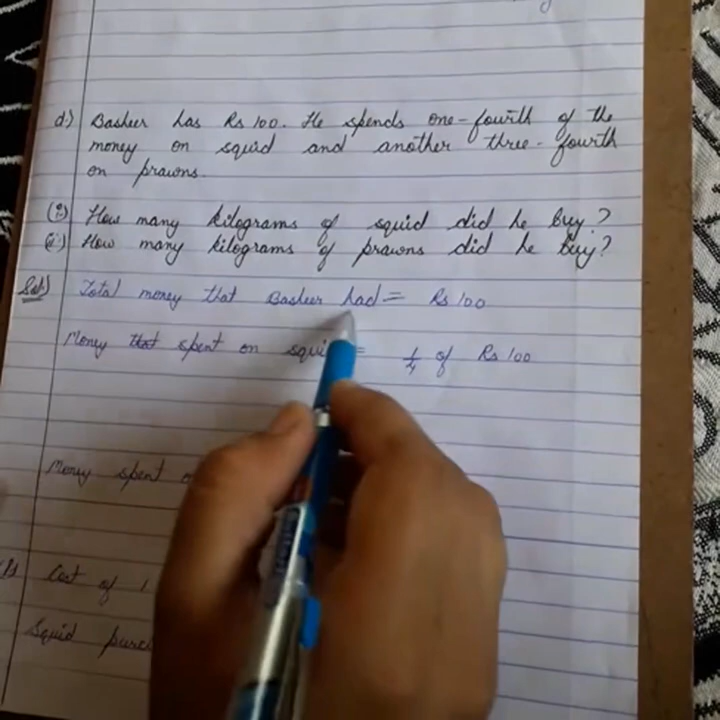 d.) Basheer has Rs 100. He spends one-fourth of the
money on squid and another three-fourth
on prawns.
(i) How many kilograms of squid did he buy?
(ii) How many kilograms of prawns did he buy?
Sol) Total money that Basheer had = Rs 100
Money that spent on squi = 1/4 of Rs 100
Money spent
Cost of 1
Squid purc